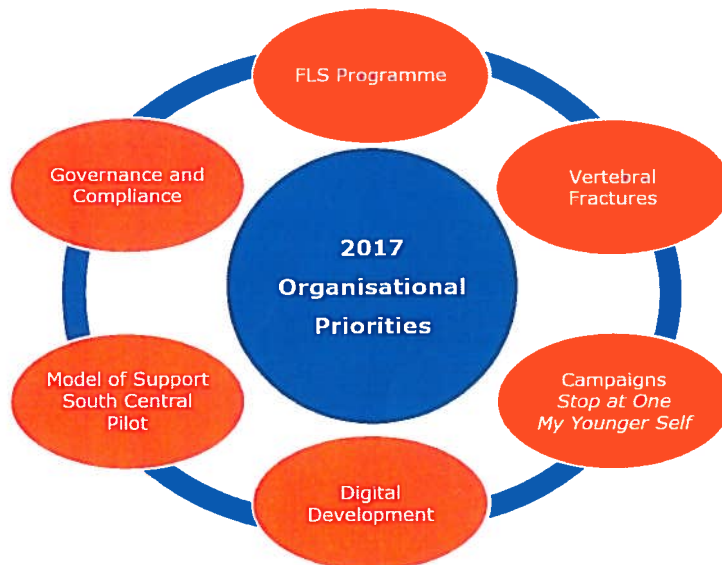 FLS Programme
Vertebral
Fractures
Campaigns
Stop at One
My Younger Self
Digital
Development
Model of Support
South Central
Pilot
Governance and
Compliance
2017
Organisational
Priorities